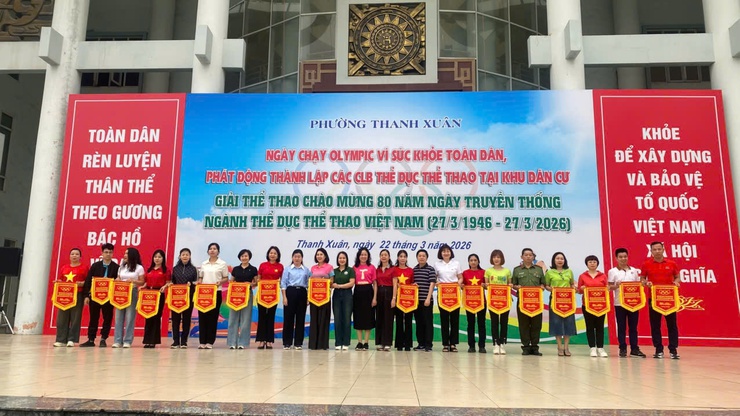 TOÀN DÂN
RÈN LUYỆN
THÂN THỂ
THEO GƯƠNG
BÁC HỒ
PHƯỜNG THANH XUÂN
NGÀY CHẠY OLYMPIC VÌ SỨC KHỎE TOÀN DÂN,
PHÁT ĐỘNG THÀNH LẬP CÁC CLB THỂ DỤC THỂ THAO TẠI KHU DÂN CƯ
GIẢI THỂ THAO CHÀO MỪNG 80 NĂM NGÀY TRUYỀN THỐNG
NGÀNH THỂ DỤC THỂ THAO VIỆT NAM (27/3/1946 - 27/3/2026)
Thanh Xuân, ngày 22 tháng 3 năm 2026
KHỎE
ĐỂ XÂY DỰNG
VÀ BẢO VỆ
TỔ QUỐC
VIỆT NAM
HỘI
NGHĨA